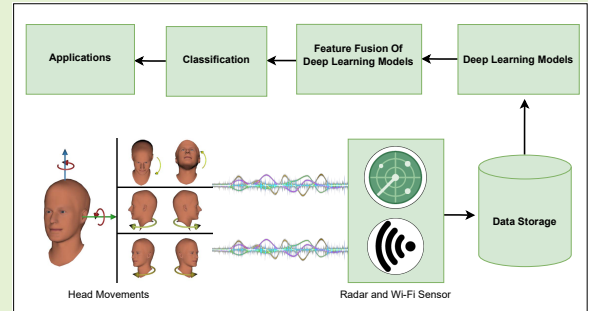 Applications
Classification
Feature Fusion Of
Deep Learning Models
Deep Learning Models
Data Storage
Head Movements
Radar and Wi-Fi Sensor